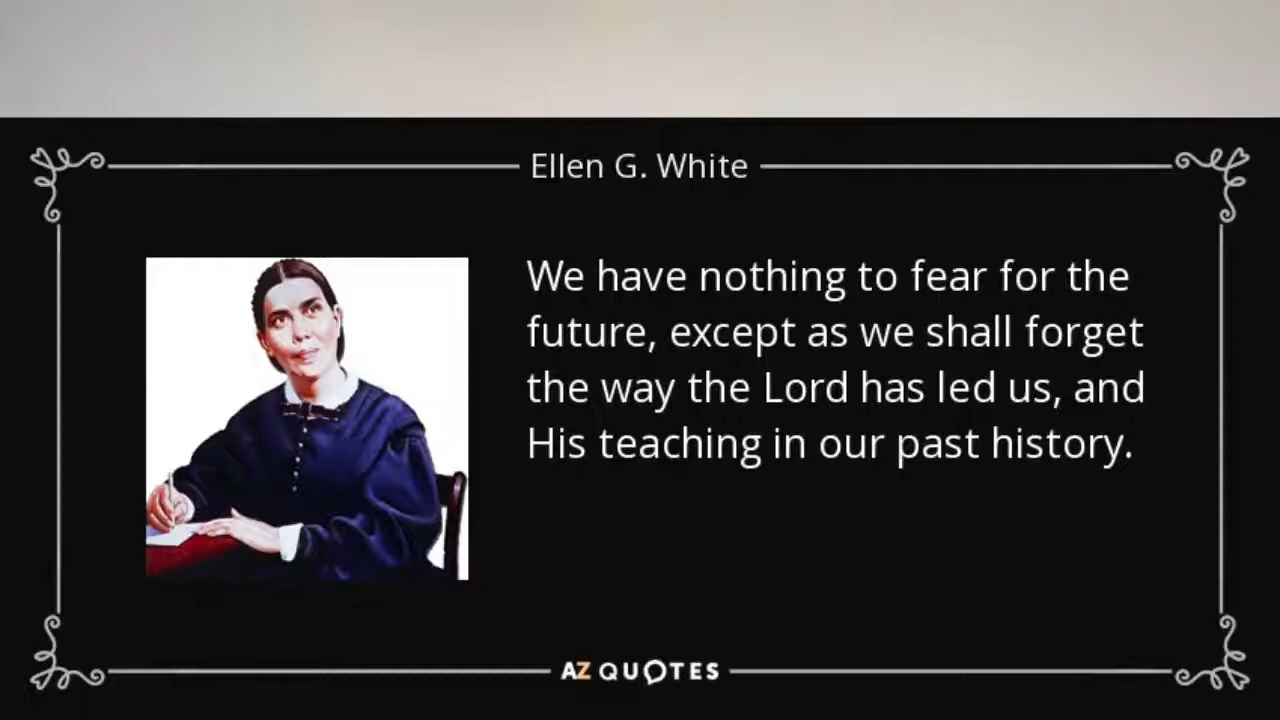 Ellen G. White
We have nothing to fear for the
future, except as we shall forget
the way the Lord has led us, and
His teaching in our past history.
AZ QUOTES